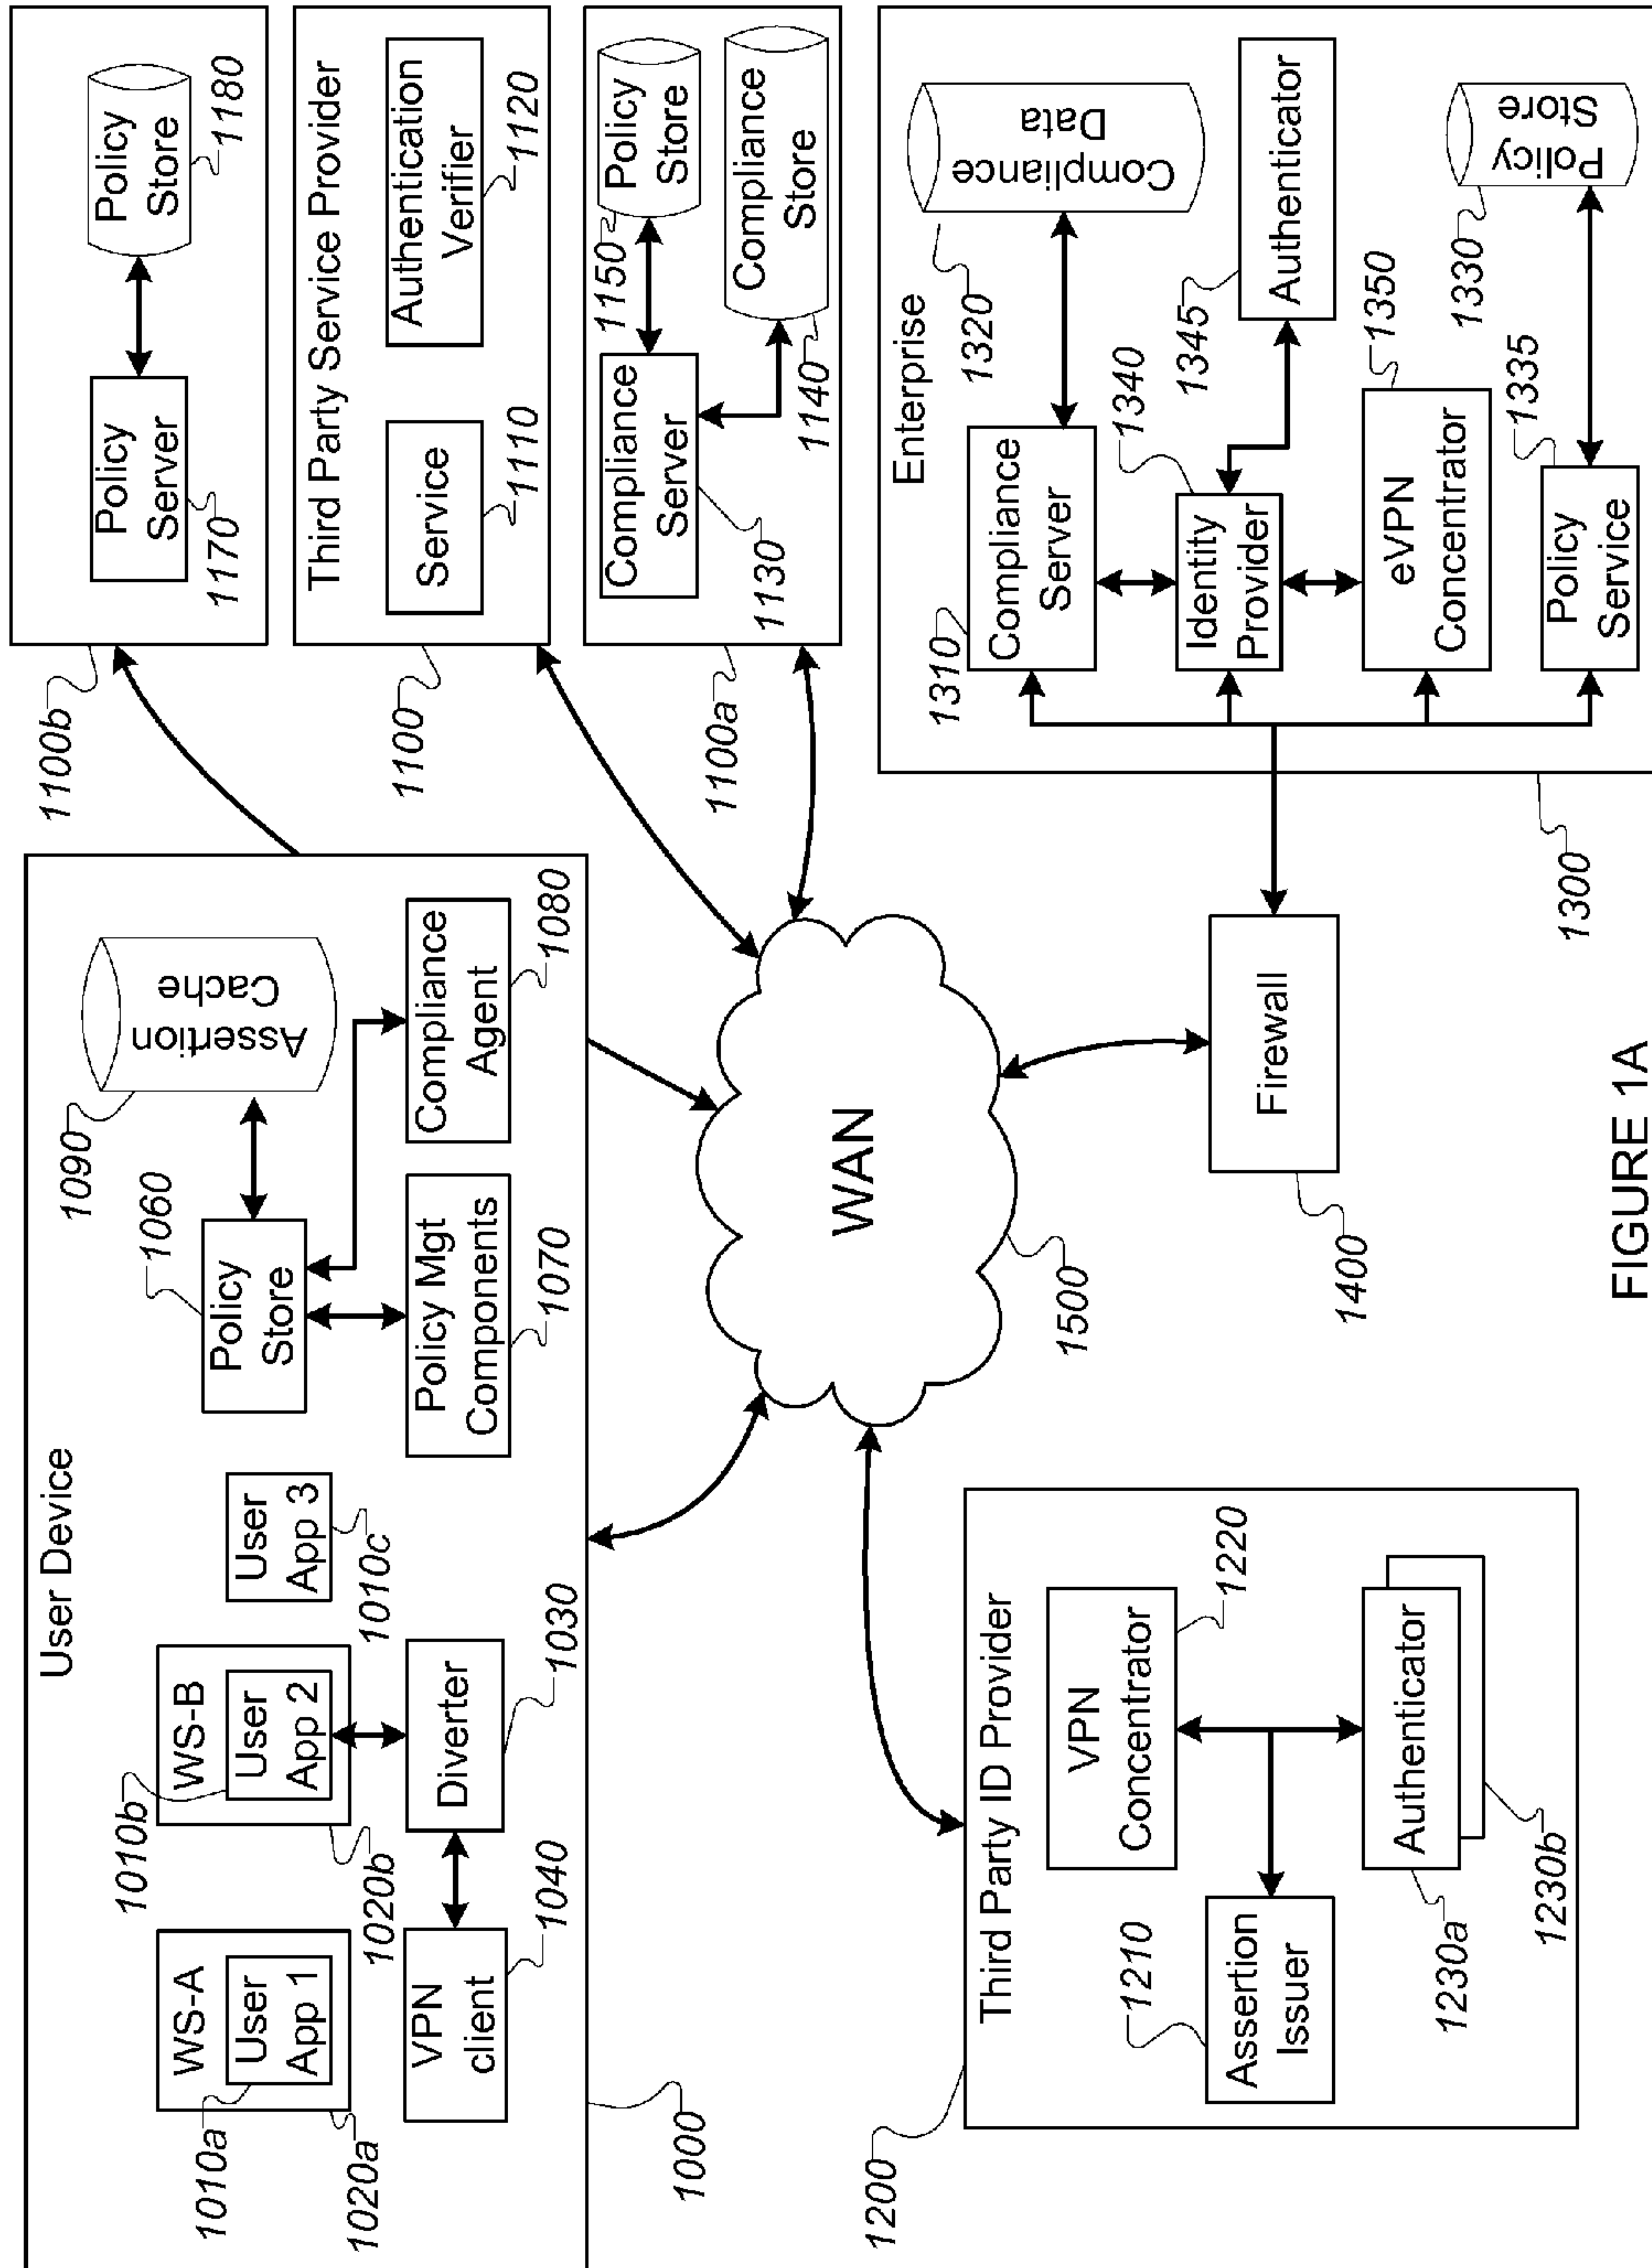 User Device
WS-A
User
App 1
1010a
1020a
WS-B
User
App 2
1010b
1020b
User
App 3
1010c
VPN
client
1040
Diverter
1030
Policy
Store
1060
Assertion
Cache
1090
Policy Mgt
Components
1070
Compliance
Agent
1080
1000
1100b
Policy
Server
1170
Policy
Store
1180
Third Party Service Provider
Service
1110
Authentication
Verifier
1120
1100
Compliance
Server
1130
1150
Policy
Store
Compliance
Store
1140
1100a
WAN
1500
Third Party ID Provider
VPN
Concentrator
1220
1210
Assertion
Issuer
Authenticator
1230a
1230b
1200
Firewall
1400
Enterprise
1310
Compliance
Server
1320
Compliance
Data
1340
Identity
Provider
1345
Authenticator
eVPN
Concentrator
1350
Policy
Service
1335
1330
Policy
Store
1300
FIGURE 1A